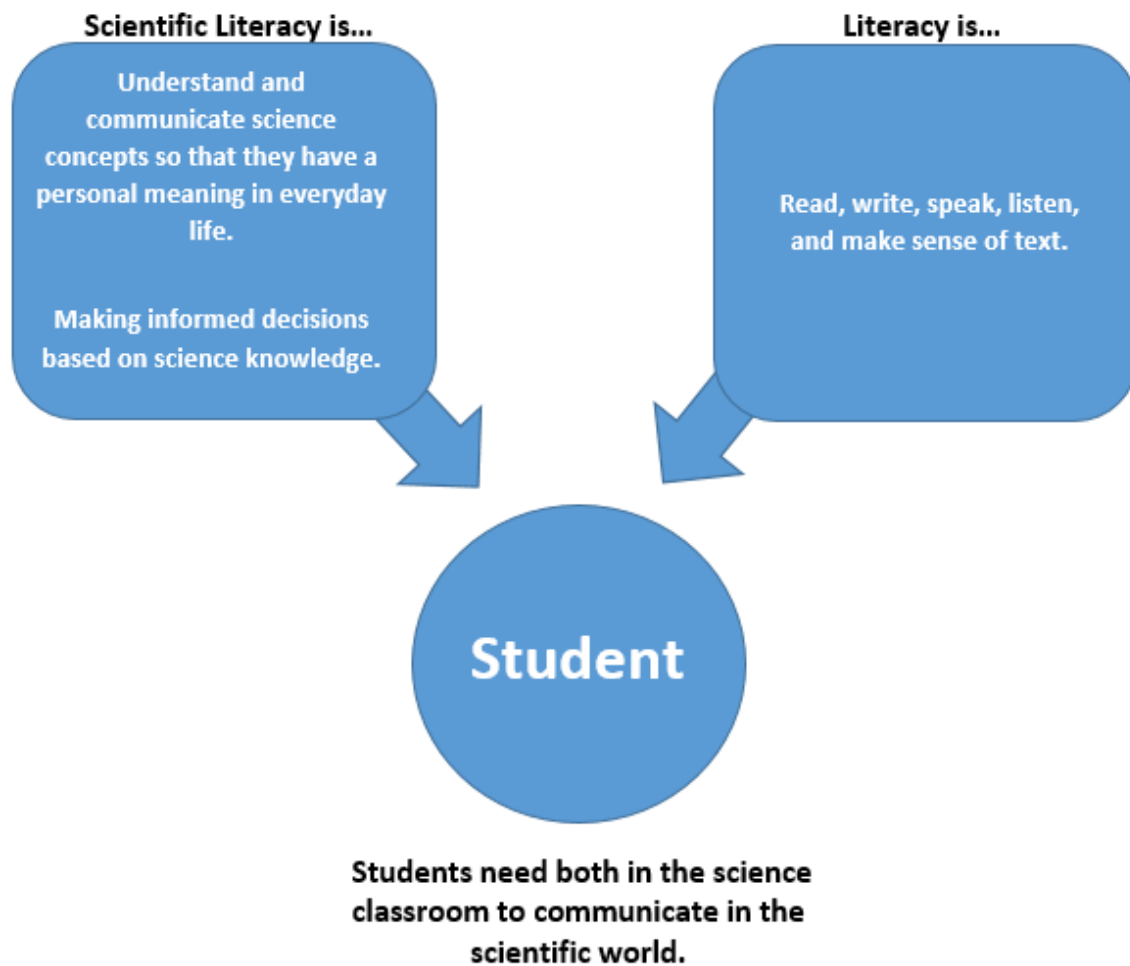 Scientific Literacy is...
Understand and
communicate science
concepts so that they have a
personal meaning in everyday
life.
Making informed decisions
based on science knowledge.
Literacy is...
Read, write, speak, listen,
and make sense of text.
Student
Students need both in the science
classroom to communicate in the
scientific world.